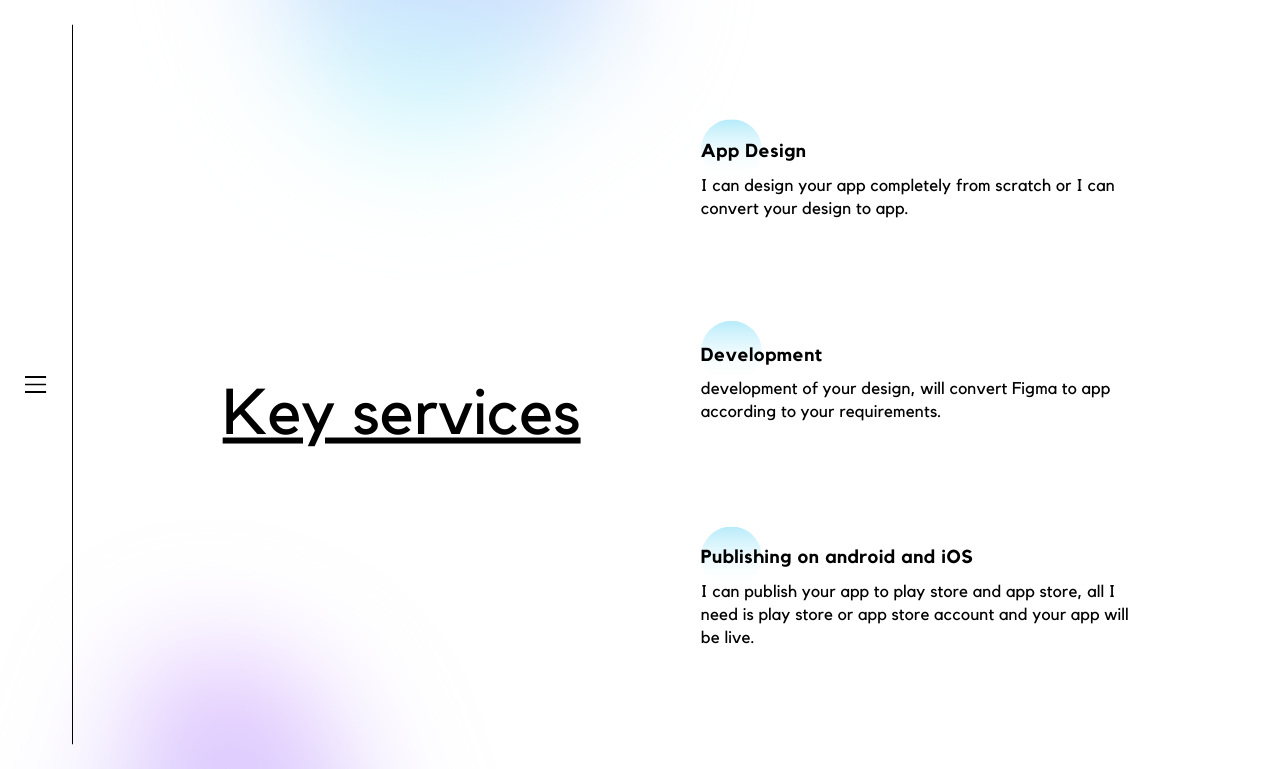 Key services
App Design
I can design your app completely from scratch or I can
convert your design to app.
Development
development of your design, will convert Figma to app
according to your requirements.
Publishing on android and iOS
I can publish your app to play store and app store, all I
need is play store or app store account and your app will
be live.